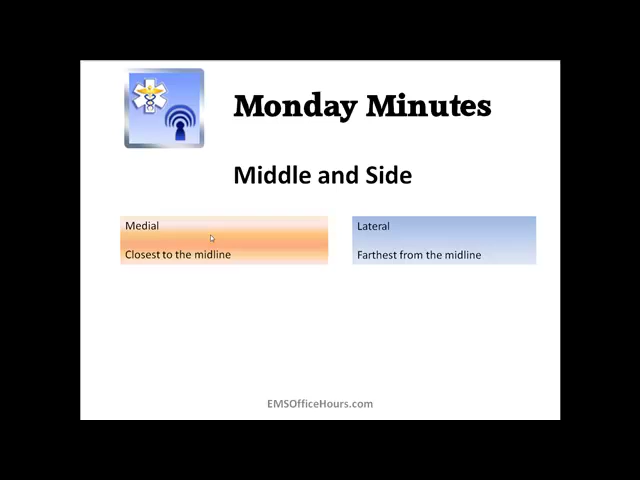 Monday Minutes
Middle and Side
Medial
Closest to the midline
Lateral
Farthest from the midline
EMSOfficeHours.com